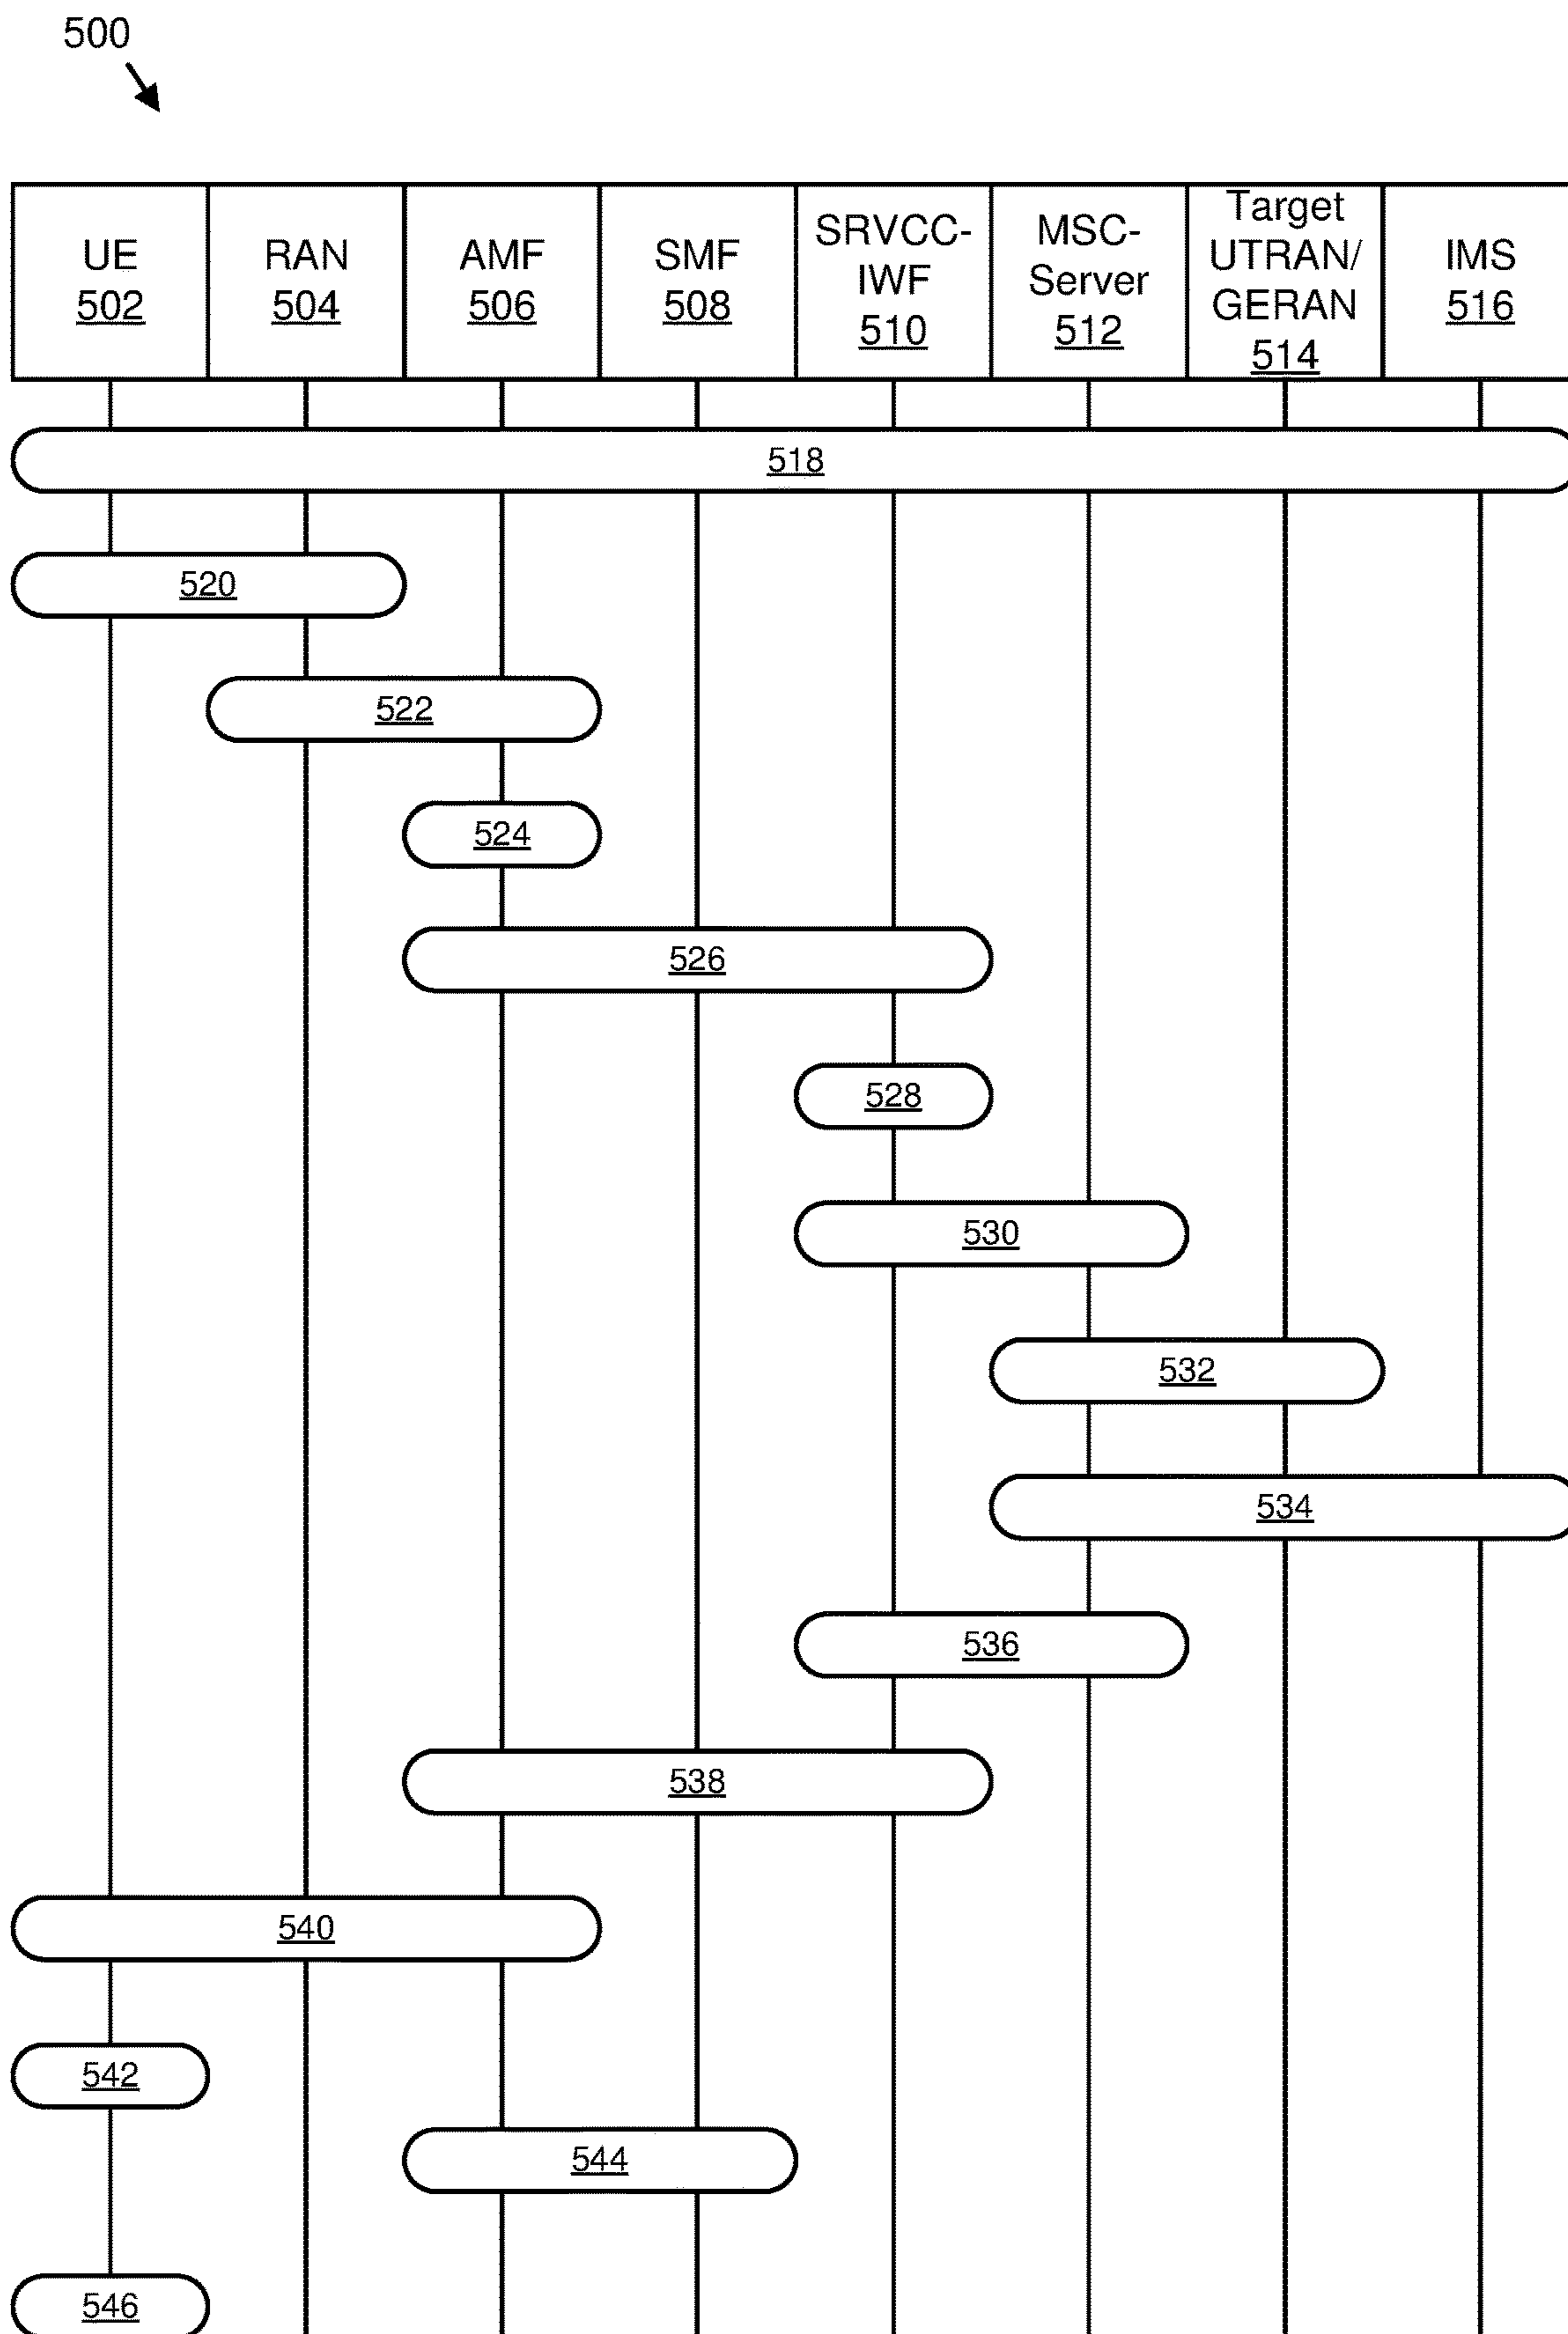 500
UE
502
RAN
504
AMF
506
SMF
508
SRVCC-
IWF
510
MSC-
Server
512
Target
UTRAN/
GERAN
514
IMS
516
518
520
522
524
526
528
530
532
534
536
538
540
542
544
546